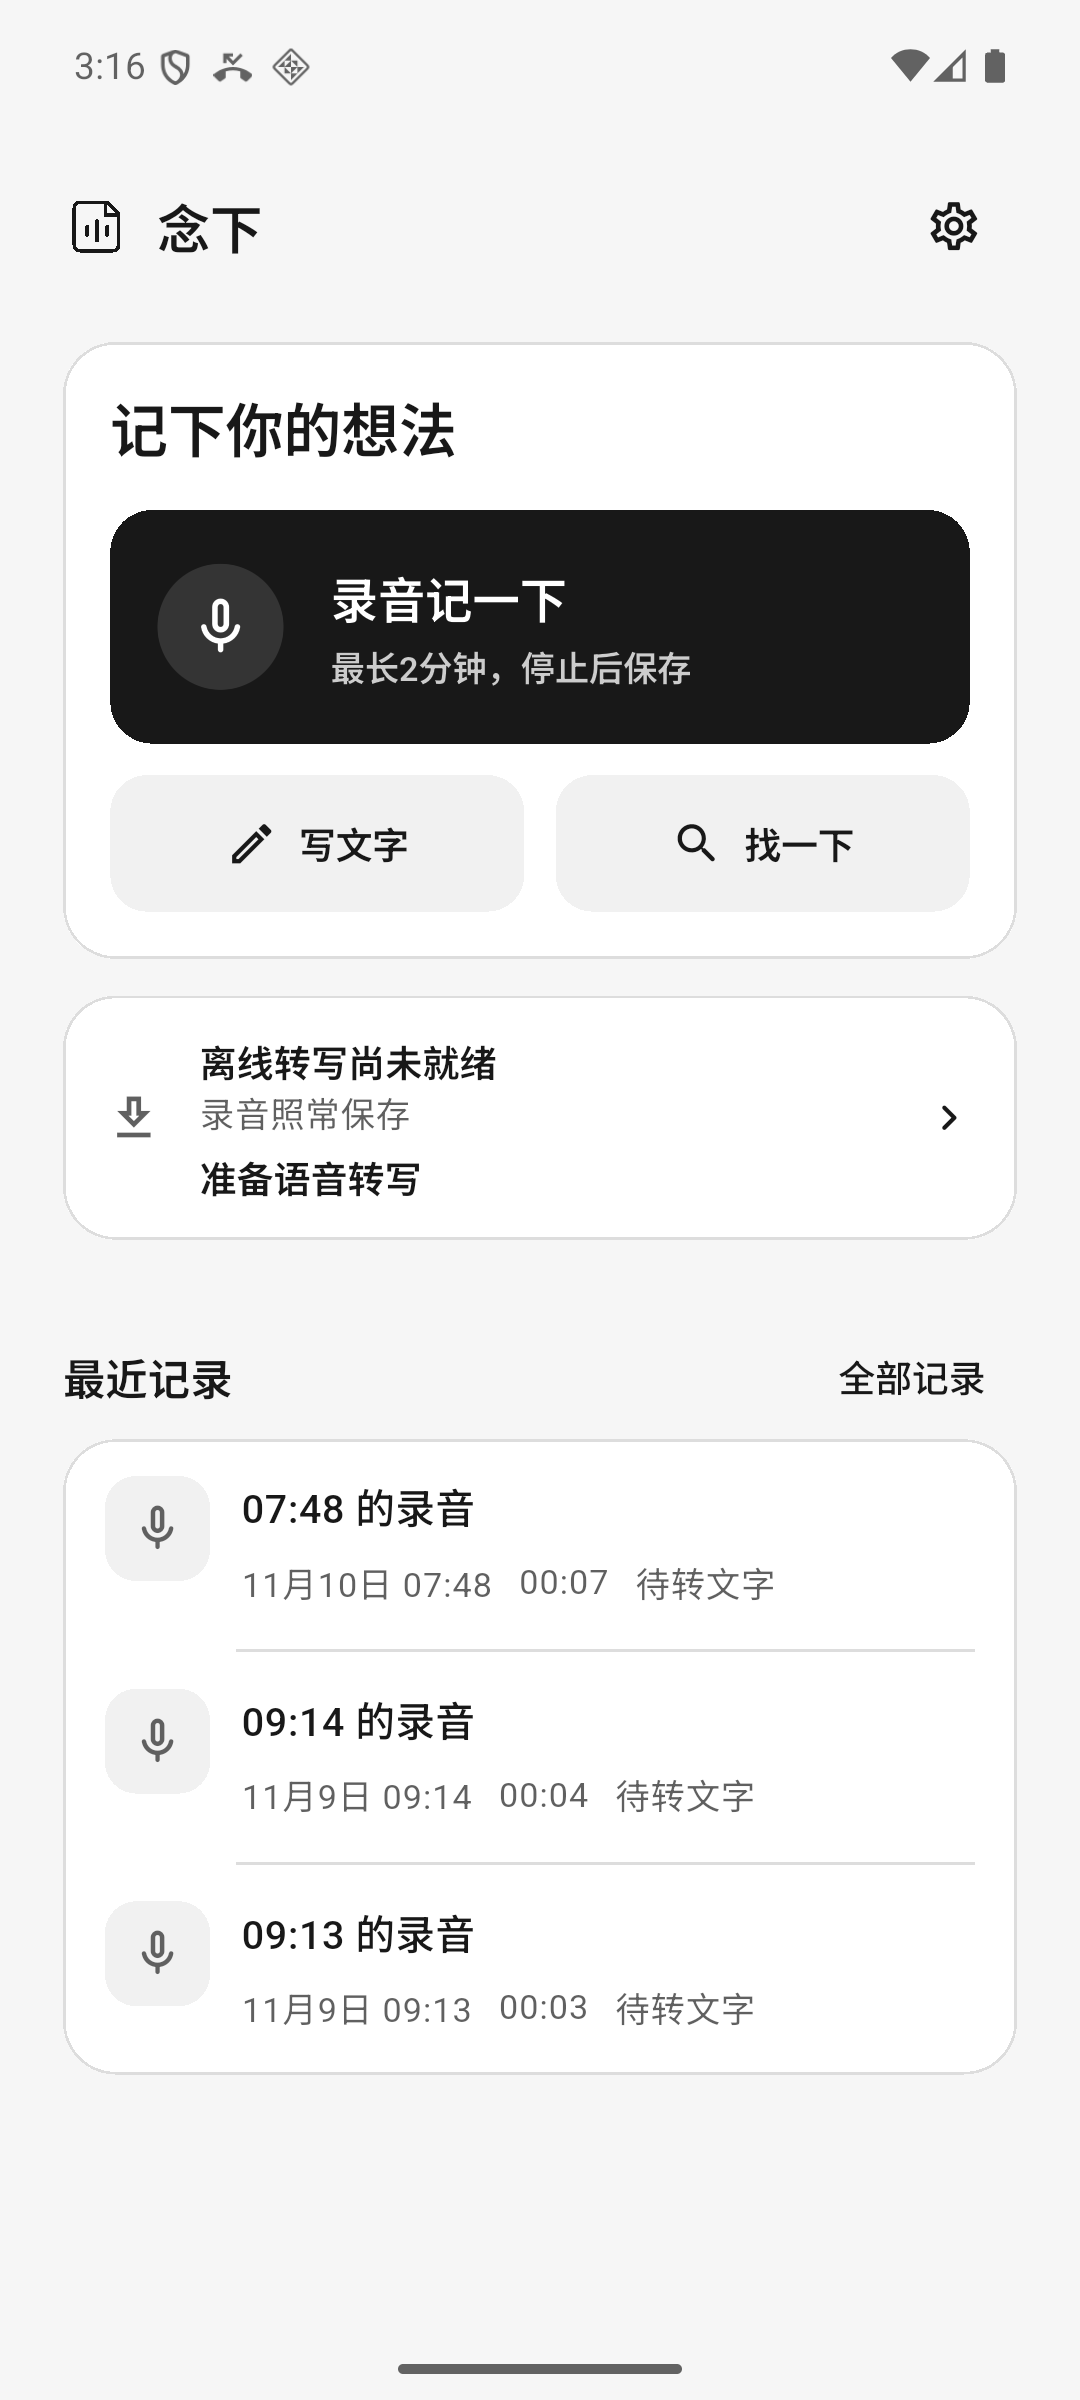 3:16
念下
记下你的想法
录音记一下
最长2分钟，停止后保存
写文字
找一下
离线转写尚未就绪
录音照常保存
准备语音转写
最近记录
全部记录
07:48 的录音
11月10日 07:48 00:07 待转文字
09:14 的录音
11月9日 09:14 00:04 待转文字
09:13 的录音
11月9日 09:13 00:03 待转文字